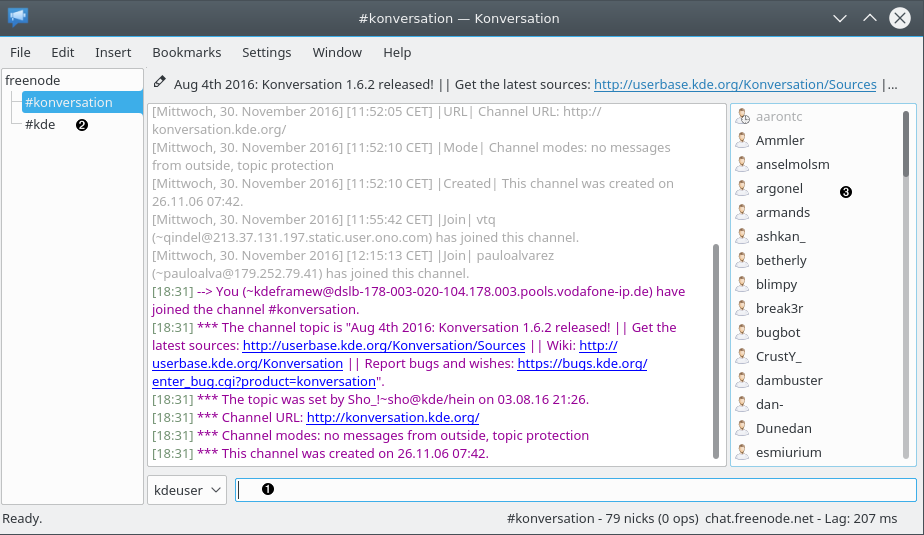 #konversation — Konversation
File Edit Insert Bookmarks Settings Window Help
freenode
#konversation
#kde ❷
Aug 4th 2016: Konversation 1.6.2 released! || Get the latest sources: http://userbase.kde.org/Konversation/Sources |...
[Mittwoch, 30. November 2016] [11:52:05 CET] |URL| Channel URL: http://
konversation.kde.org/
[Mittwoch, 30. November 2016] [11:52:10 CET] |Mode| Channel modes: no messages
from outside, topic protection
[Mittwoch, 30. November 2016] [11:52:10 CET] |Created| This channel was created on
26.11.06 07:42.
[Mittwoch, 30. November 2016] [11:55:42 CET] |Join| vtq
(~qindel@213.37.131.197.static.user.ono.com) has joined this channel.
[Mittwoch, 30. November 2016] [12:15:13 CET] |Join| pauloalvarez
(~pauloalva@179.252.79.41) has joined this channel.
[18:31] --> You (~kdeframew@dslb-178-003-020-104.178.003.pools.vodafone-ip.de) have
joined the channel #konversation.
[18:31] *** The channel topic is "Aug 4th 2016: Konversation 1.6.2 released! || Get the
latest sources: http://userbase.kde.org/Konversation/Sources || Wiki: http://
userbase.kde.org/Konversation || Report bugs and wishes: https://bugs.kde.org/
enter_bug.cgi?product=konversation".
[18:31] *** The topic was set by Sho_!~sho@kde/hein on 03.08.16 21:26.
[18:31] *** Channel URL: http://konversation.kde.org/
[18:31] *** Channel modes: no messages from outside, topic protection
[18:31] *** This channel was created on 26.11.06 07:42.
aarontc
Ammler
anselmolsm
argonel ❸
armands
ashkan_
betherly
blimpy
break3r
bugbot
CrustY_
dambuster
dan-
Dunedan
esmiurium
kdeuser ❶
Ready. #konversation - 79 nicks (0 ops) chat.freenode.net - Lag: 207 ms